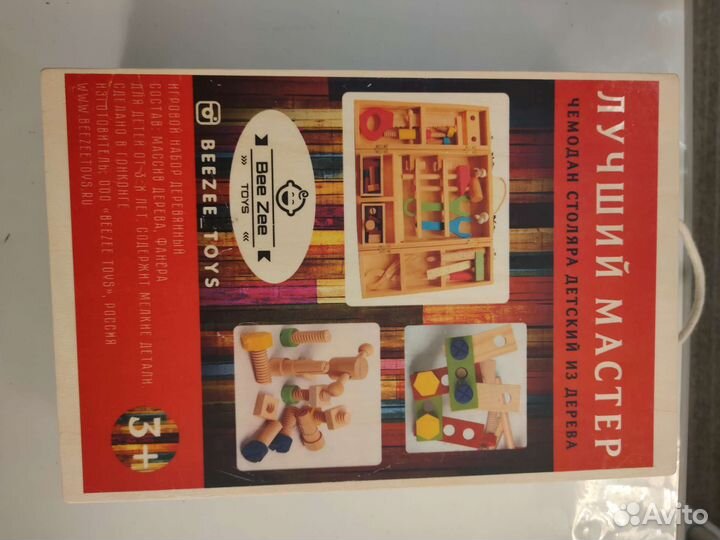 ЛУЧШИЙ МАСТЕР
ЧЕМОДАН СТОЛЯРА ДЕТСКИЙ ИЗ ДЕРЕВА
Bee Zee
TOYS
BEEZEE_TOYS
ИГРОВОЙ НАБОР ДЕРЕВЯННЫЙ
СОСТАВ: МАССИВ ДЕРЕВА, ФАНЕРА
ДЛЯ ДЕТЕЙ ОТ 3-Х ЛЕТ, СОДЕРЖИТ МЕЛКИЕ ДЕТАЛИ
СДЕЛАНО В ГОНКОНГЕ
ИЗГОТОВИТЕЛЬ: ООО «BEEZEE TOYS», РОССИЯ
WWW.BEEZEETOYS.RU
3+
Avito